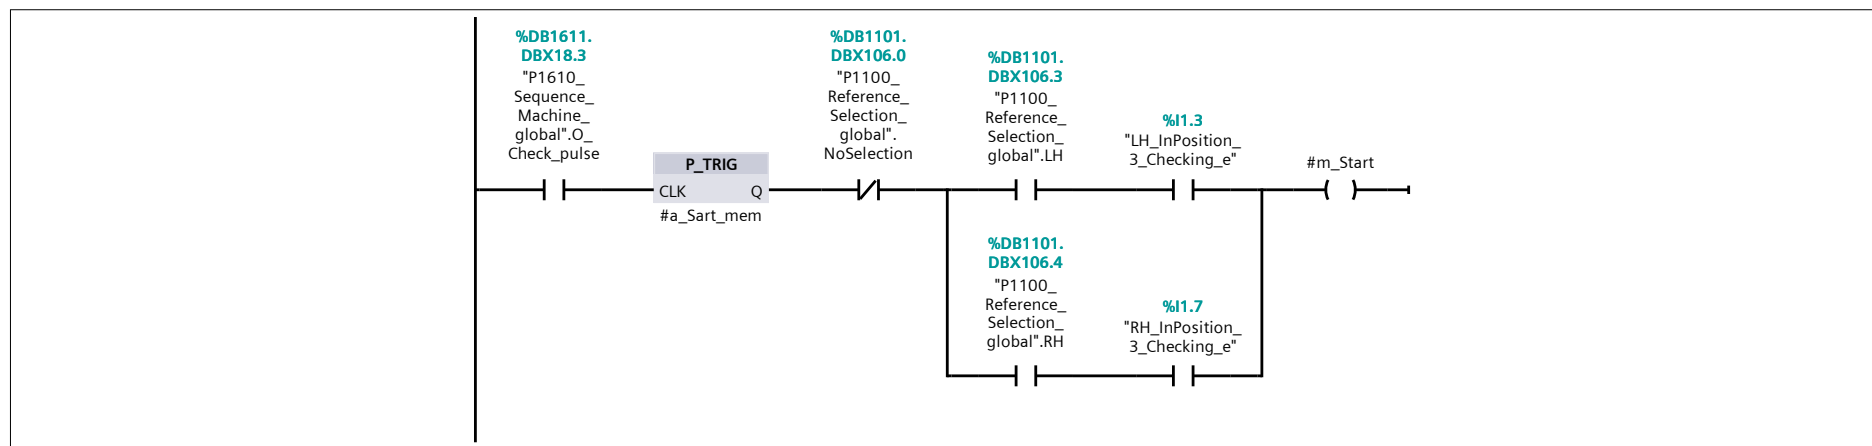 %DB1611.
DBX18.3
"P1610_
Sequence_
Machine_
global".O_
Check_pulse
P_TRIG
CLK Q
#a_Sart_mem
%DB1101.
DBX106.0
"P1100_
Reference_
Selection_
global".
NoSelection
%DB1101.
DBX106.3
"P1100_
Reference_
Selection_
global".LH
%I1.3
"LH_InPosition_
3_Checking_e"
#m_Start
%DB1101.
DBX106.4
"P1100_
Reference_
Selection_
global".RH
%I1.7
"RH_InPosition_
3_Checking_e"